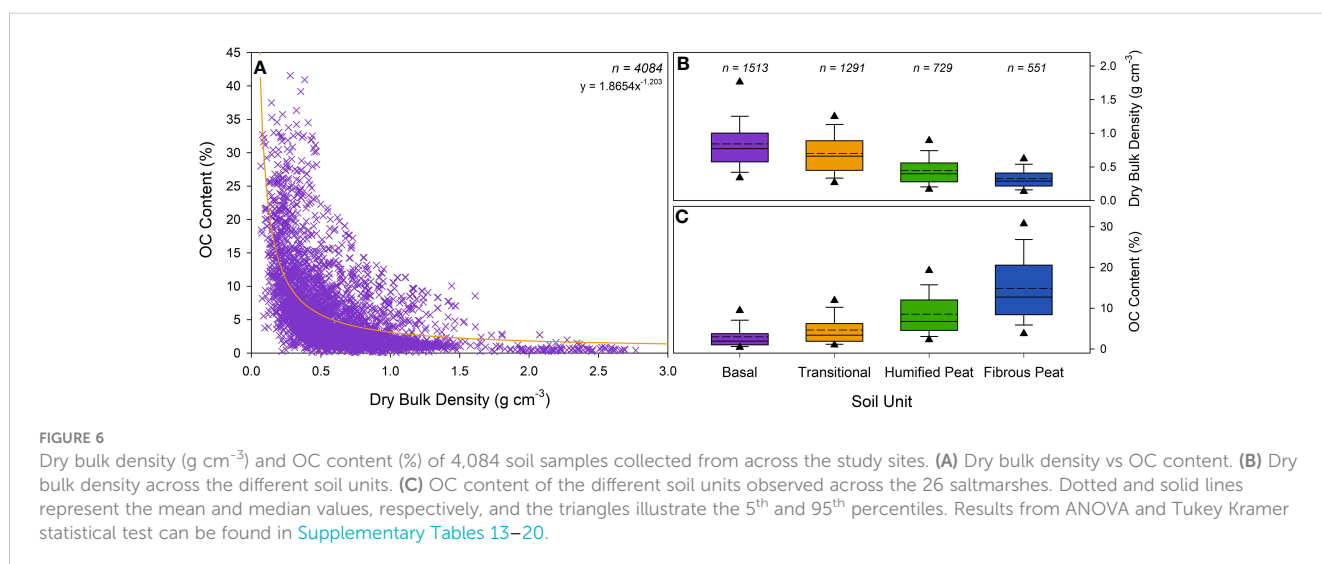 A
n = 4084
y = 1.8654x^-1.203
45
40
35
30
25
20
15
10
5
0
OC Content (%)
0.0 0.5 1.0 1.5 2.0 2.5 3.0
Dry Bulk Density (g cm^-3)
B
n = 1513 n = 1291 n = 729 n = 551
2.0
1.5
1.0
0.5
0.0
Dry Bulk Density (g cm^-3)
C
30
20
10
0
OC Content (%)
Basal Transitional Humified Peat Fibrous Peat
Soil Unit
FIGURE 6
Dry bulk density (g cm^-3) and OC content (%) of 4,084 soil samples collected from across the study sites. (A) Dry bulk density vs OC content. (B) Dry
bulk density across the different soil units. (C) OC content of the different soil units observed across the 26 saltmarshes. Dotted and solid lines
represent the mean and median values, respectively, and the triangles illustrate the 5th and 95th percentiles. Results from ANOVA and Tukey Kramer
statistical test can be found in Supplementary Tables 13–20.